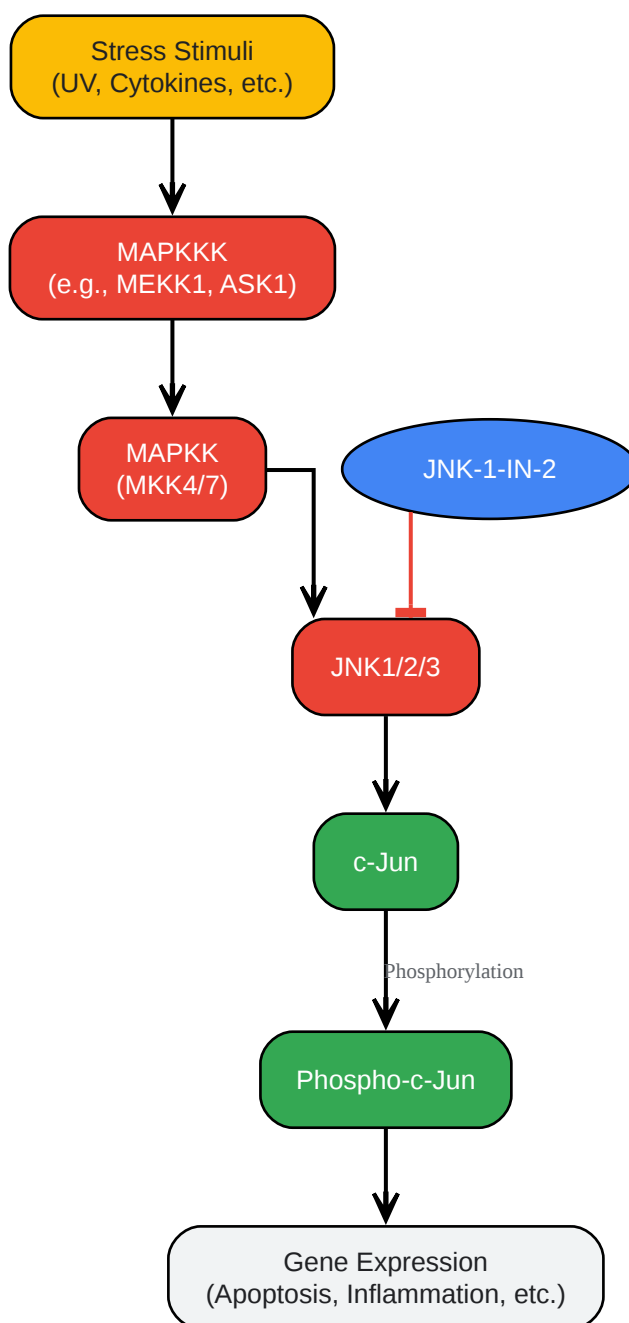 Stress Stimuli
(UV, Cytokines, etc.)
MAPKKK
(e.g., MEKK1, ASK1)
MAPKK
(MKK4/7)
JNK-1-IN-2
JNK1/2/3
c-Jun
Phosphorylation
Phospho-c-Jun
Gene Expression
(Apoptosis, Inflammation, etc.)